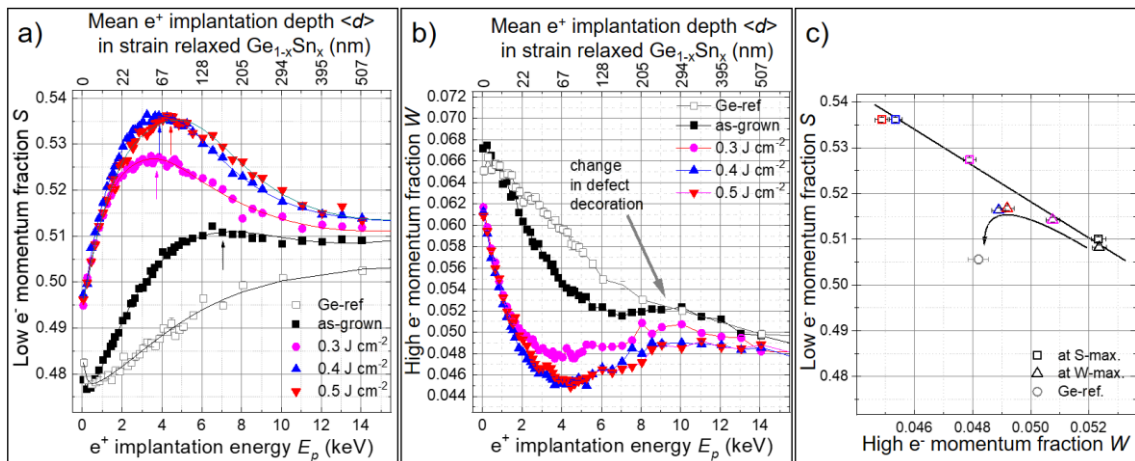 a)
Mean e⁺ implantation depth <d>
in strain relaxed Ge₁₋ₓSnₓ (nm)
0 22 67 128 205 294 395 507
Low e⁻ momentum fraction S
0.54
0.53
0.52
0.51
0.50
0.49
0.48
Ge-ref
as-grown
0.3 J cm⁻²
0.4 J cm⁻²
0.5 J cm⁻²
0 2 4 6 8 10 12 14
e⁺ implantation energy Eₚ (keV)
b)
Mean e⁺ implantation depth <d>
in strain relaxed Ge₁₋ₓSnₓ (nm)
0 22 67 128 205 294 395 507
High e⁻ momentum fraction W
0.072
0.070
0.068
0.066
0.064
0.062
0.060
0.058
0.056
0.054
0.052
0.050
0.048
0.046
0.044
Ge-ref
as-grown
0.3 J cm⁻²
0.4 J cm⁻²
0.5 J cm⁻²
change
in defect
decoration
0 2 4 6 8 10 12 14
e⁺ implantation energy Eₚ (keV)
c)
Low e⁻ momentum fraction S
0.54
0.53
0.52
0.51
0.50
0.49
0.48
at S-max.
at W-max.
Ge-ref.
0.046 0.048 0.050 0.052
High e⁻ momentum fraction W